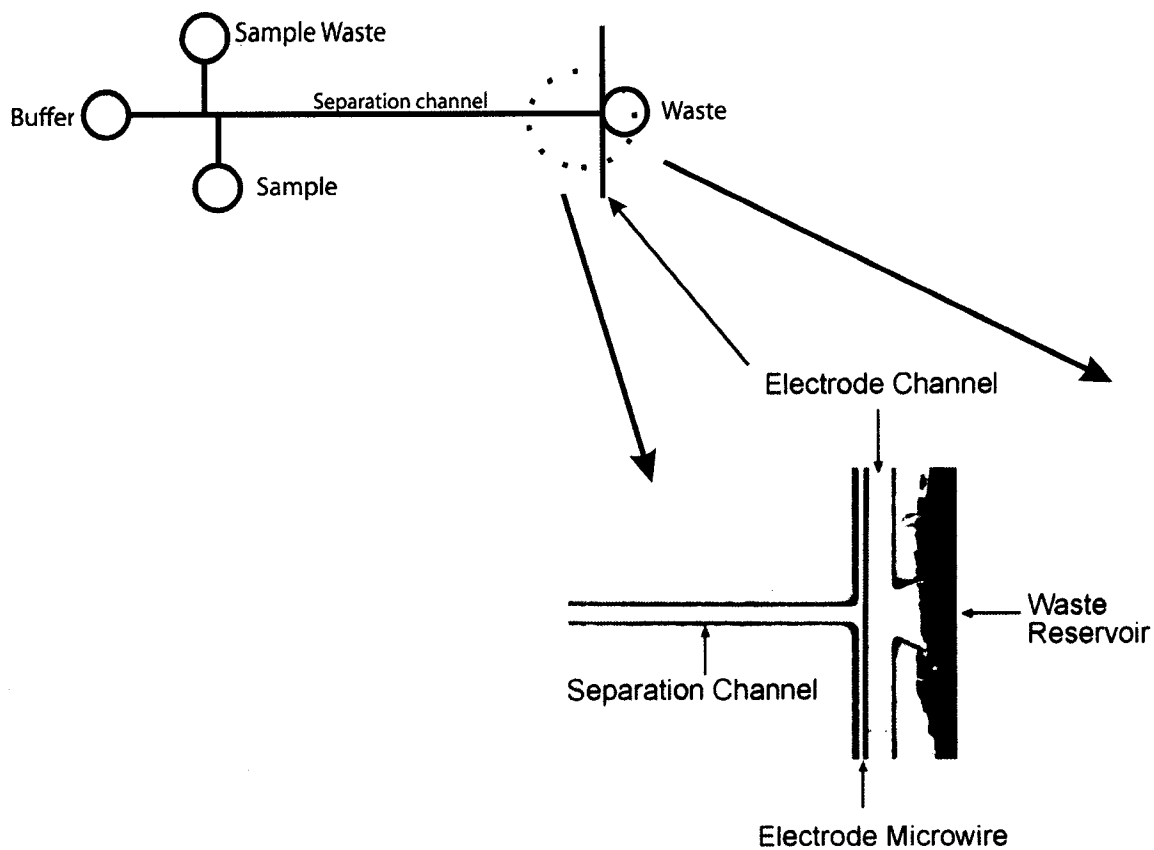 Sample Waste
Buffer
Separation channel
Waste
Sample
Electrode Channel
Waste
Reservoir
Separation Channel
Electrode Microwire